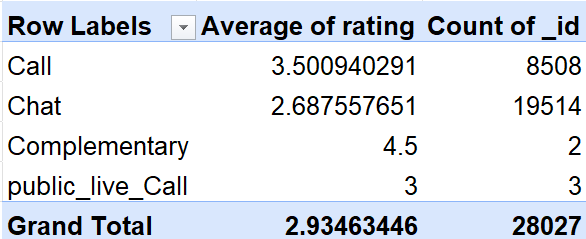 Row Labels Average of rating Count of _id
Call 3.500940291 8508
Chat 2.687557651 19514
Complementary 4.5 2
public_live_Call 3 3
Grand Total 2.93463446 28027